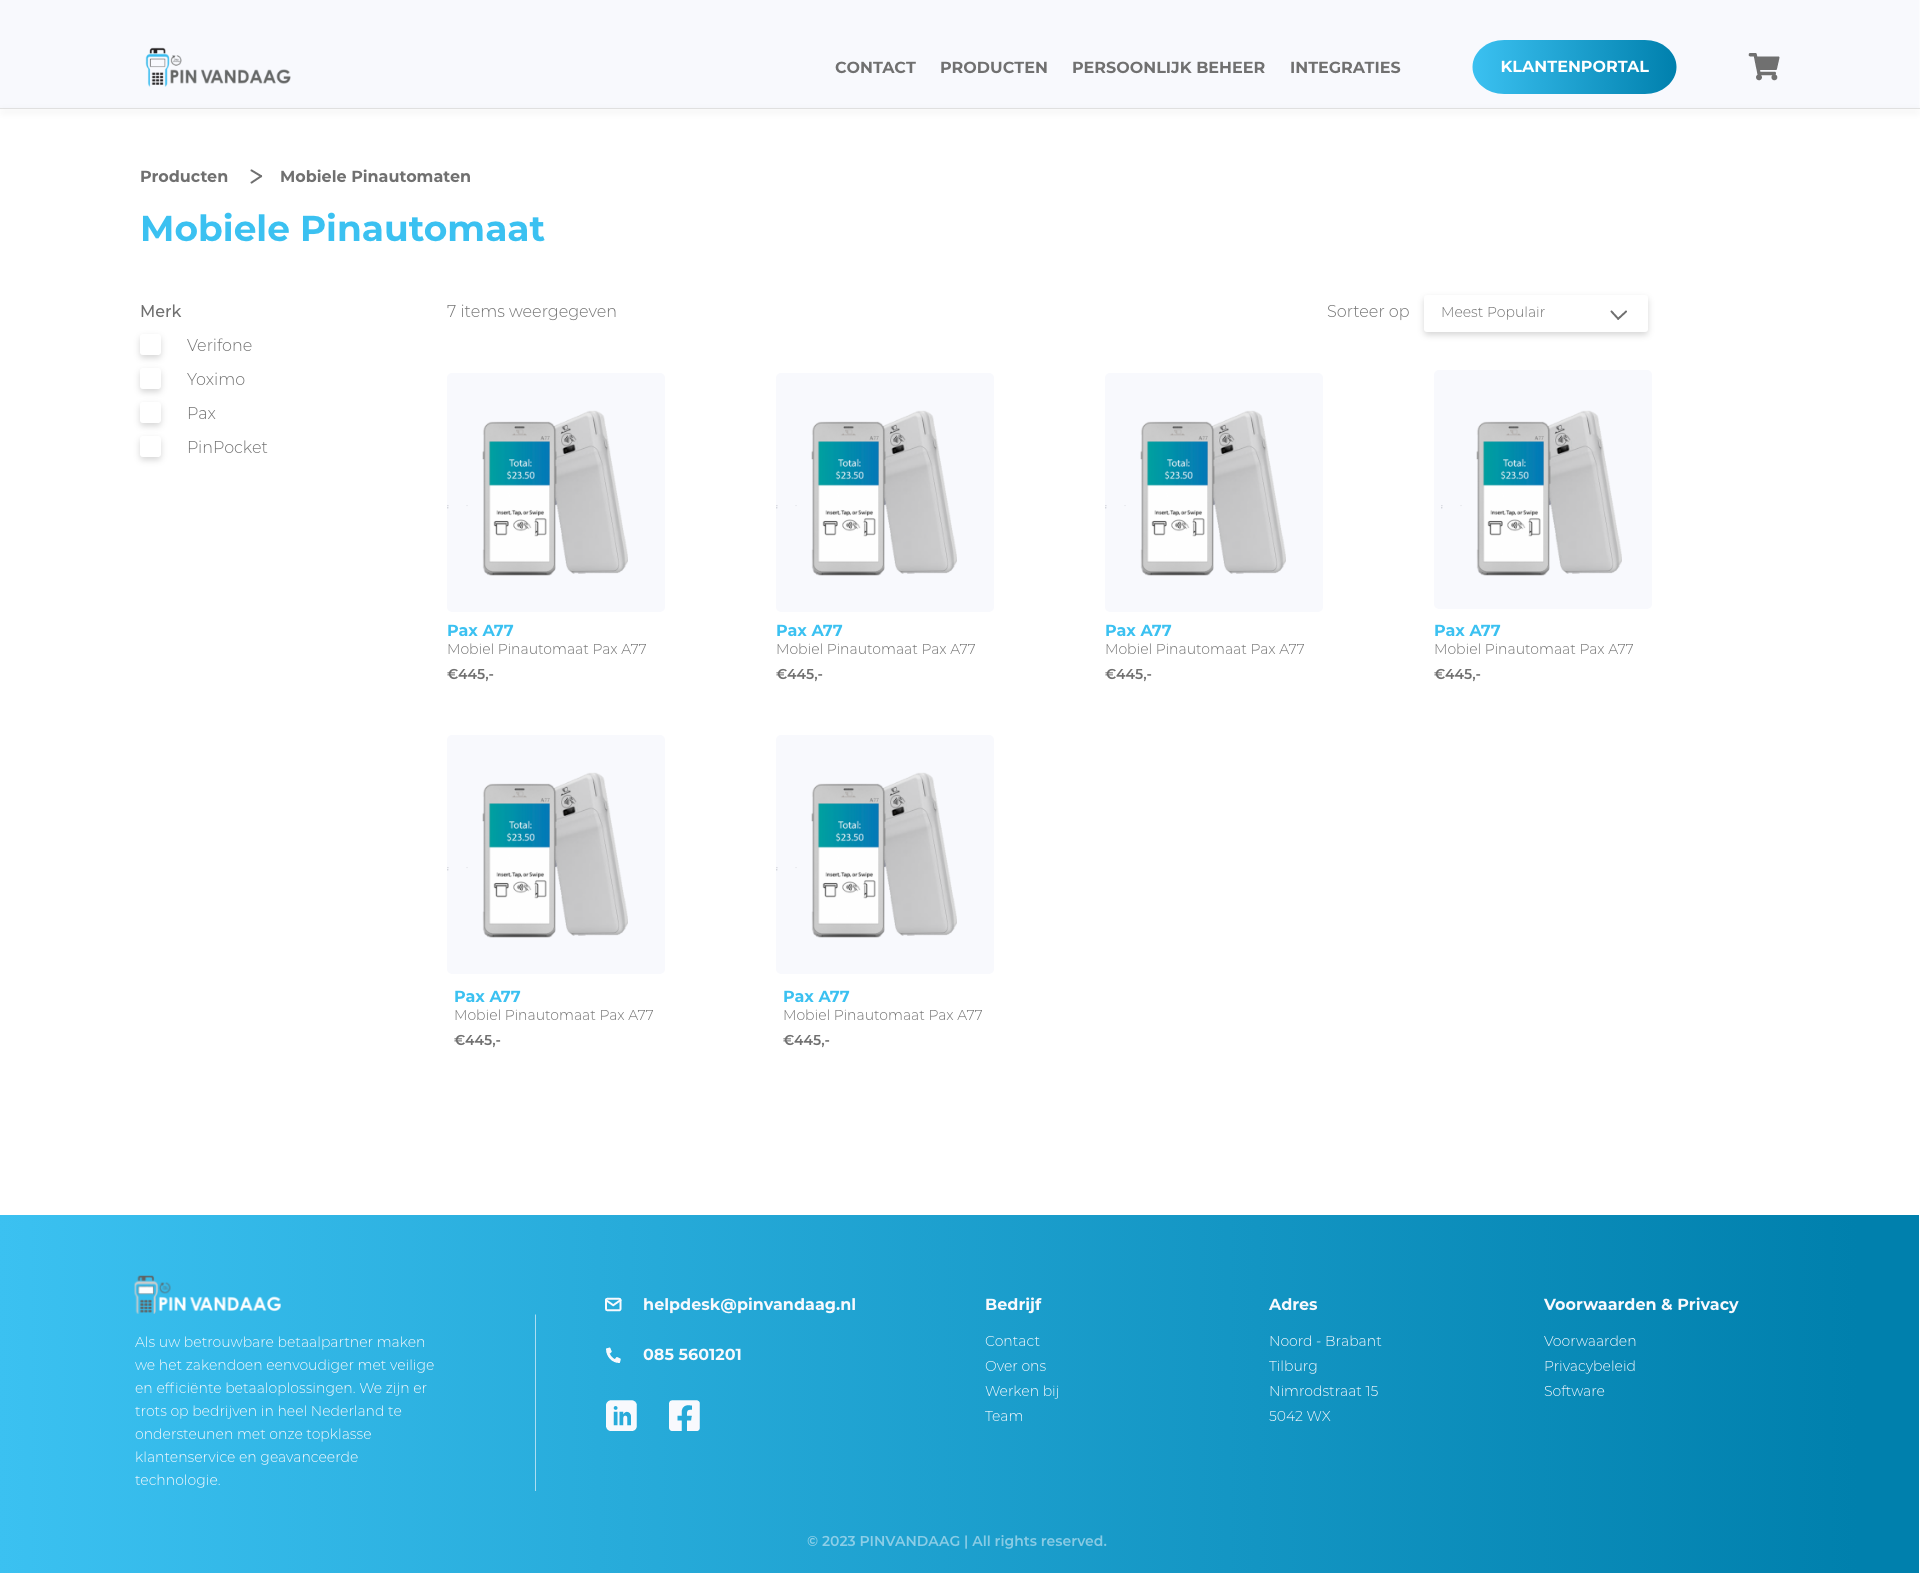 PIN VANDAAG
CONTACT PRODUCTEN PERSOONLIJK BEHEER INTEGRATIES KLANTENPORTAL
Producten > Mobiele Pinautomaten
Mobiele Pinautomaat
Merk
Verifone
Yoximo
Pax
PinPocket
7 items weergegeven
Sorteer op Meest Populair
A77
Total:
$23.50
Insert, Tap, or Swipe
A77
Total:
$23.50
Insert, Tap, or Swipe
A77
Total:
$23.50
Insert, Tap, or Swipe
A77
Total:
$23.50
Insert, Tap, or Swipe
Pax A77
Mobiel Pinautomaat Pax A77
€445,-
Pax A77
Mobiel Pinautomaat Pax A77
€445,-
Pax A77
Mobiel Pinautomaat Pax A77
€445,-
Pax A77
Mobiel Pinautomaat Pax A77
€445,-
A77
Total:
$23.50
Insert, Tap, or Swipe
A77
Total:
$23.50
Insert, Tap, or Swipe
Pax A77
Mobiel Pinautomaat Pax A77
€445,-
Pax A77
Mobiel Pinautomaat Pax A77
€445,-
PIN VANDAAG
Als uw betrouwbare betaalpartner maken
we het zakendoen eenvoudiger met veilige
en efficiënte betaaloplossingen. We zijn er
trots op bedrijven in heel Nederland te
ondersteunen met onze topklasse
klantenservice en geavanceerde
technologie.
helpdesk@pinvandaag.nl
085 5601201
in
Bedrijf
Contact
Over ons
Werken bij
Team
Adres
Noord - Brabant
Tilburg
Nimrodstraat 15
5042 WX
Voorwaarden & Privacy
Voorwaarden
Privacybeleid
Software
© 2023 PINVANDAAG | All rights reserved.